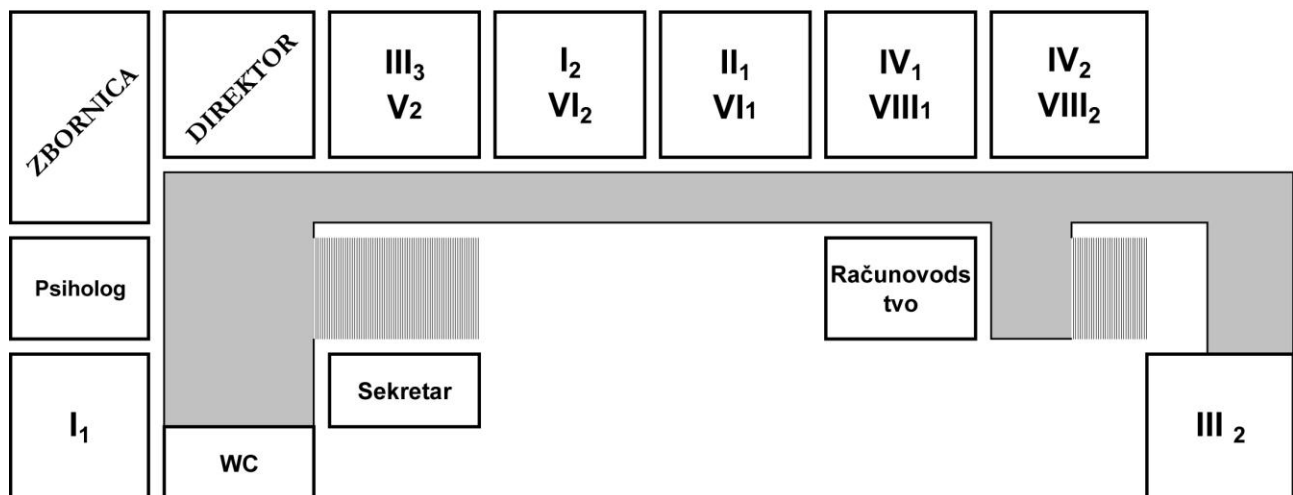 ZBORNICA
DIREKTOR
III₃
V2
I₂
VI₂
II₁
VI1
IV₁
VIII1
IV₂
VIII₂
Psiholog
Računovods
tvo
I₁
Sekretar
WC
III ₂